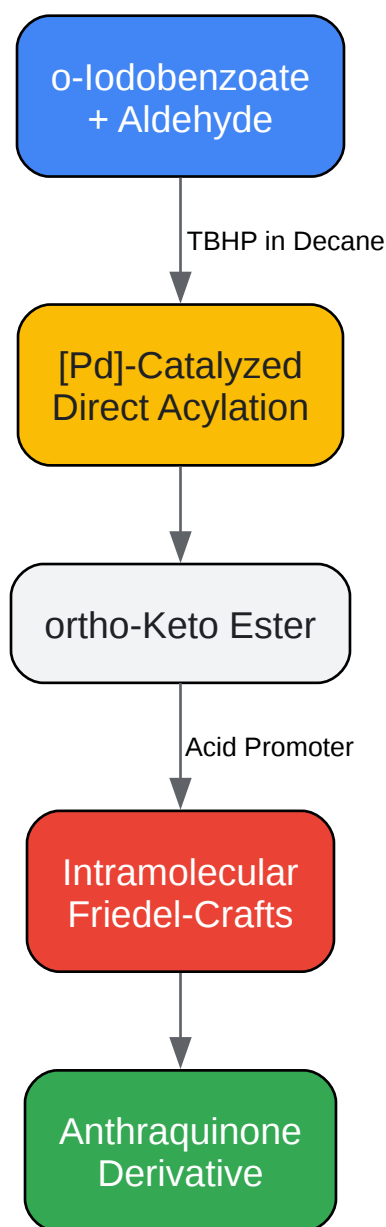 o-Iodobenzoate
+ Aldehyde
TBHP in Decane
[Pd]-Catalyzed
Direct Acylation
ortho-Keto Ester
Acid Promoter
Intramolecular
Friedel-Crafts
Anthraquinone
Derivative